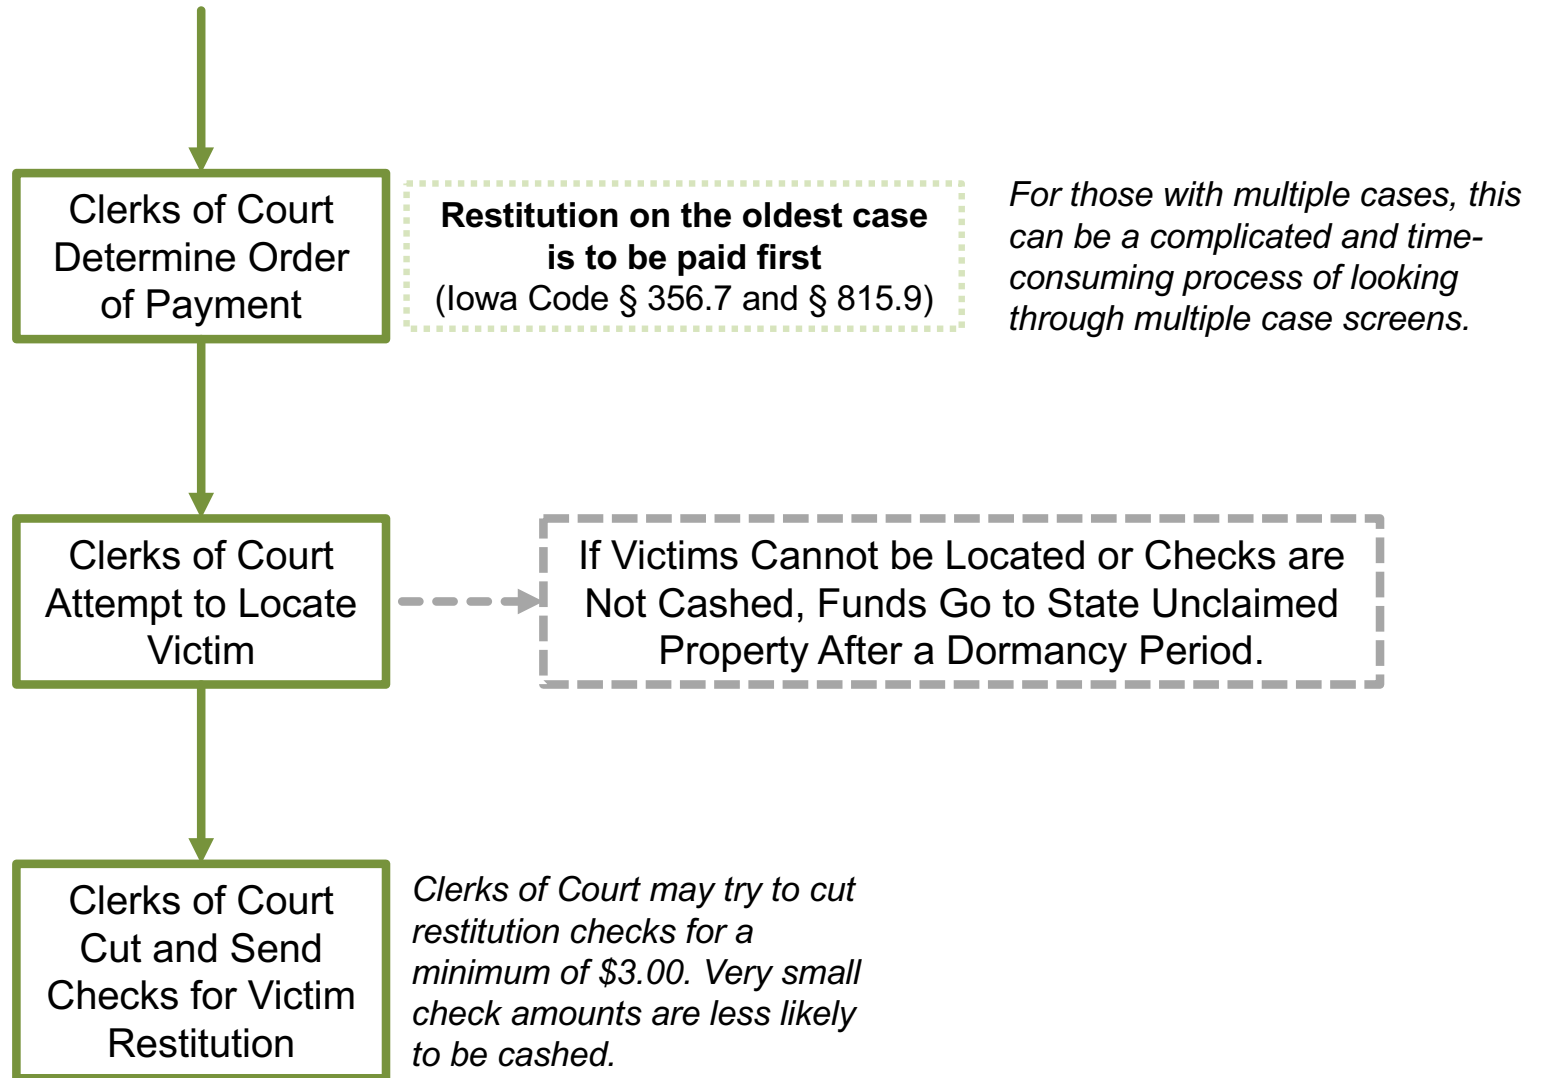 Clerks of Court
Determine Order
of Payment
Restitution on the oldest case
is to be paid first
(Iowa Code § 356.7 and § 815.9)
For those with multiple cases, this
can be a complicated and time-
consuming process of looking
through multiple case screens.
Clerks of Court
Attempt to Locate
Victim
If Victims Cannot be Located or Checks are
Not Cashed, Funds Go to State Unclaimed
Property After a Dormancy Period.
Clerks of Court
Cut and Send
Checks for Victim
Restitution
Clerks of Court may try to cut
restitution checks for a
minimum of $3.00. Very small
check amounts are less likely
to be cashed.